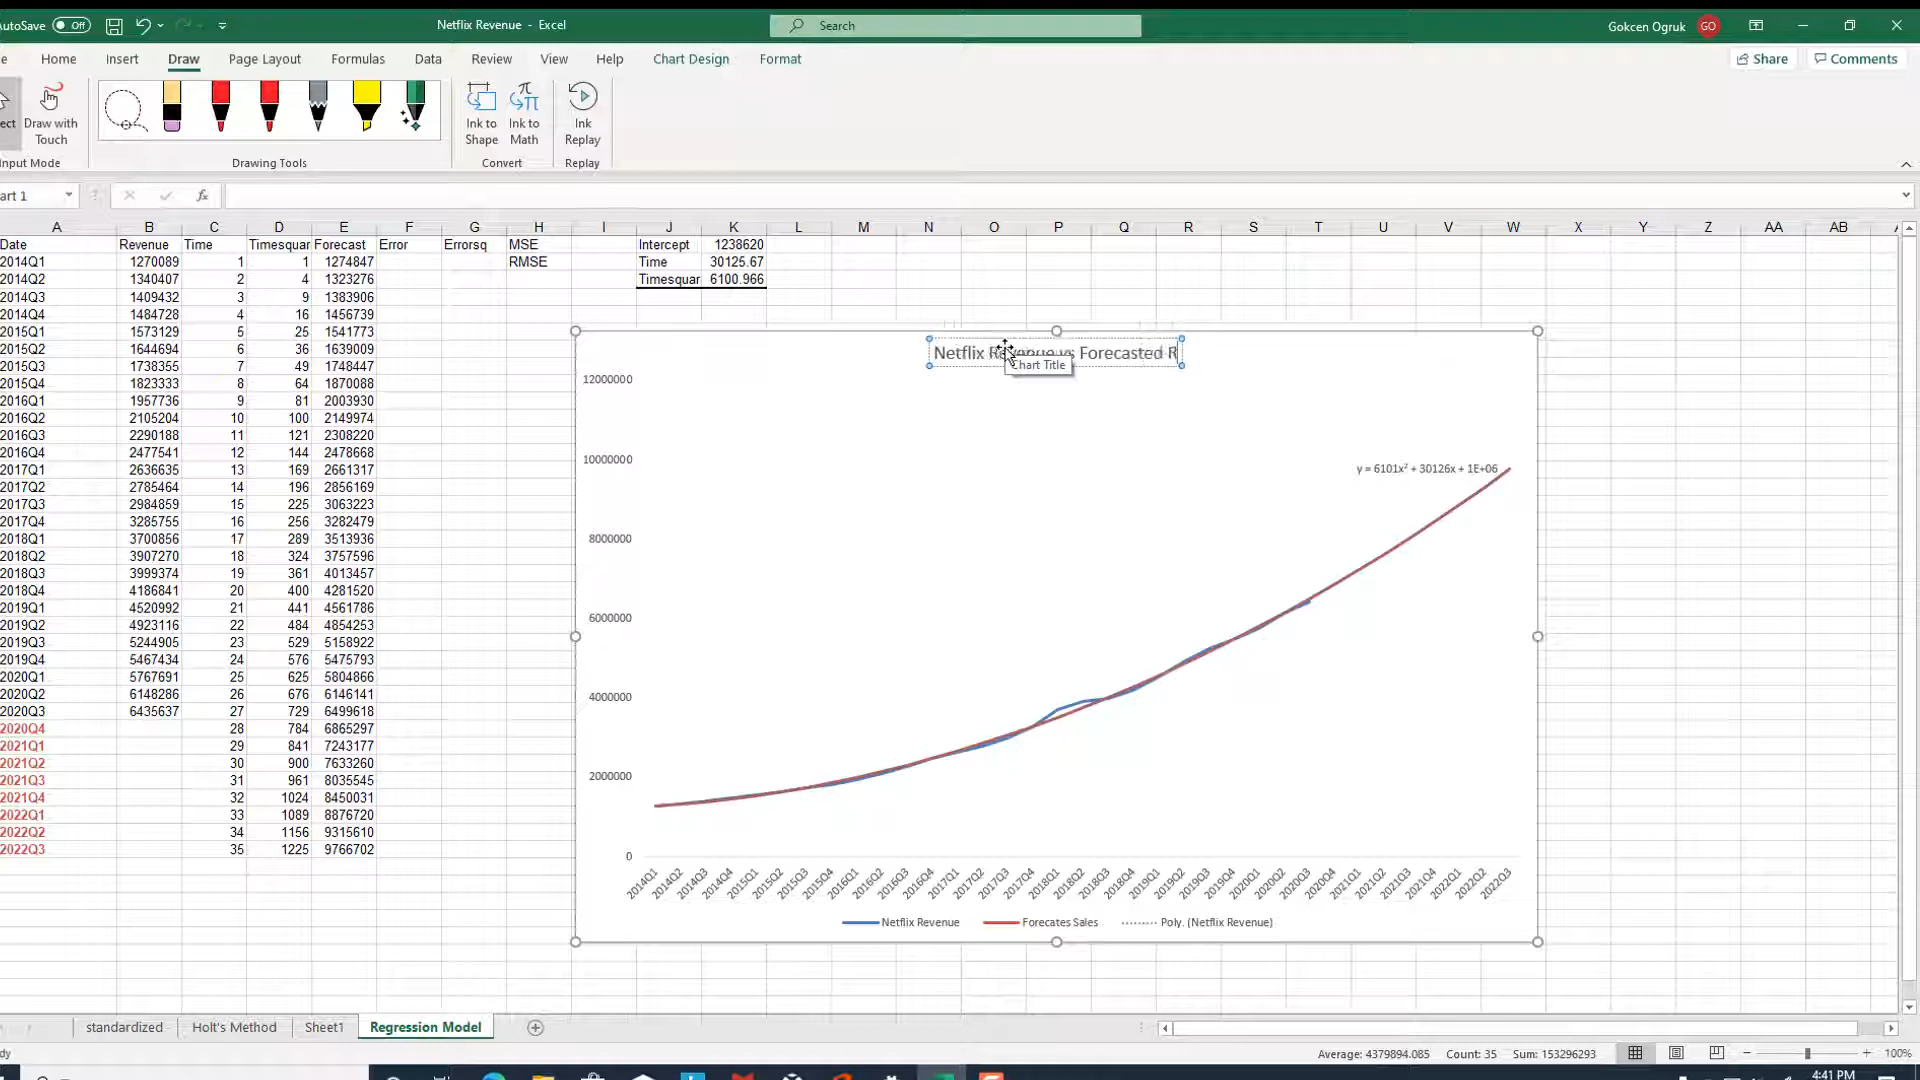 AutoSave Off Netflix Revenue - Excel Search Gokcen Ogruk GO
Home Insert Draw Page Layout Formulas Data Review View Help Chart Design Format Share Comments
Draw with Touch
Input Mode
Drawing Tools
Ink to Shape Ink to Math
Convert
Ink Replay
Replay
art 1 fx
A B C D E F G H I J K L M N O P Q R S T U V W X Y Z AA AB
Date Revenue Time Timesquar Forecast Error Errorsq MSE Intercept 1238620
2014Q1 1270089 1 1 1274847 RMSE Time 30125.67
2014Q2 1340407 2 4 1323276 Timesquar 6100.966
2014Q3 1409432 3 9 1383906
2014Q4 1484728 4 16 1456739
2015Q1 1573129 5 25 1541773
2015Q2 1644694 6 36 1639009
2015Q3 1738355 7 49 1748447
2015Q4 1823333 8 64 1870088
2016Q1 1957736 9 81 2003930
2016Q2 2105204 10 100 2149974
2016Q3 2290188 11 121 2308220
2016Q4 2477541 12 144 2478668
2017Q1 2636635 13 169 2661317
2017Q2 2785464 14 196 2856169
2017Q3 2984859 15 225 3063223
2017Q4 3285755 16 256 3282479
2018Q1 3700856 17 289 3513936
2018Q2 3907270 18 324 3757596
2018Q3 3999374 19 361 4013457
2018Q4 4186841 20 400 4281520
2019Q1 4520992 21 441 4561786
2019Q2 4923116 22 484 4854253
2019Q3 5244905 23 529 5158922
2019Q4 5467434 24 576 5475793
2020Q1 5767691 25 625 5804866
2020Q2 6148286 26 676 6146141
2020Q3 6435637 27 729 6499618
2020Q4 28 784 6865297
2021Q1 29 841 7243177
2021Q2 30 900 7633260
2021Q3 31 961 8035545
2021Q4 32 1024 8450031
2022Q1 33 1089 8876720
2022Q2 34 1156 9315610
2022Q3 35 1225 9766702
Netflix Revenue vs Forecasted R
Chart Title
12000000
10000000
8000000
6000000
4000000
2000000
0
y = 6101x² + 30126x + 1E+06
2014Q1 2014Q2 2014Q3 2014Q4 2015Q1 2015Q2 2015Q3 2015Q4 2016Q1 2016Q2 2016Q3 2016Q4 2017Q1 2017Q2 2017Q3 2017Q4 2018Q1 2018Q2 2018Q3 2018Q4 2019Q1 2019Q2 2019Q3 2019Q4 2020Q1 2020Q2 2020Q3 2020Q4 2021Q1 2021Q2 2021Q3 2021Q4 2022Q1 2022Q2 2022Q3
Netflix Revenue Forecates Sales Poly. (Netflix Revenue)
standardized Holt's Method Sheet1 Regression Model
Average: 4379894.085 Count: 35 Sum: 153296293 100%
4:41 PM